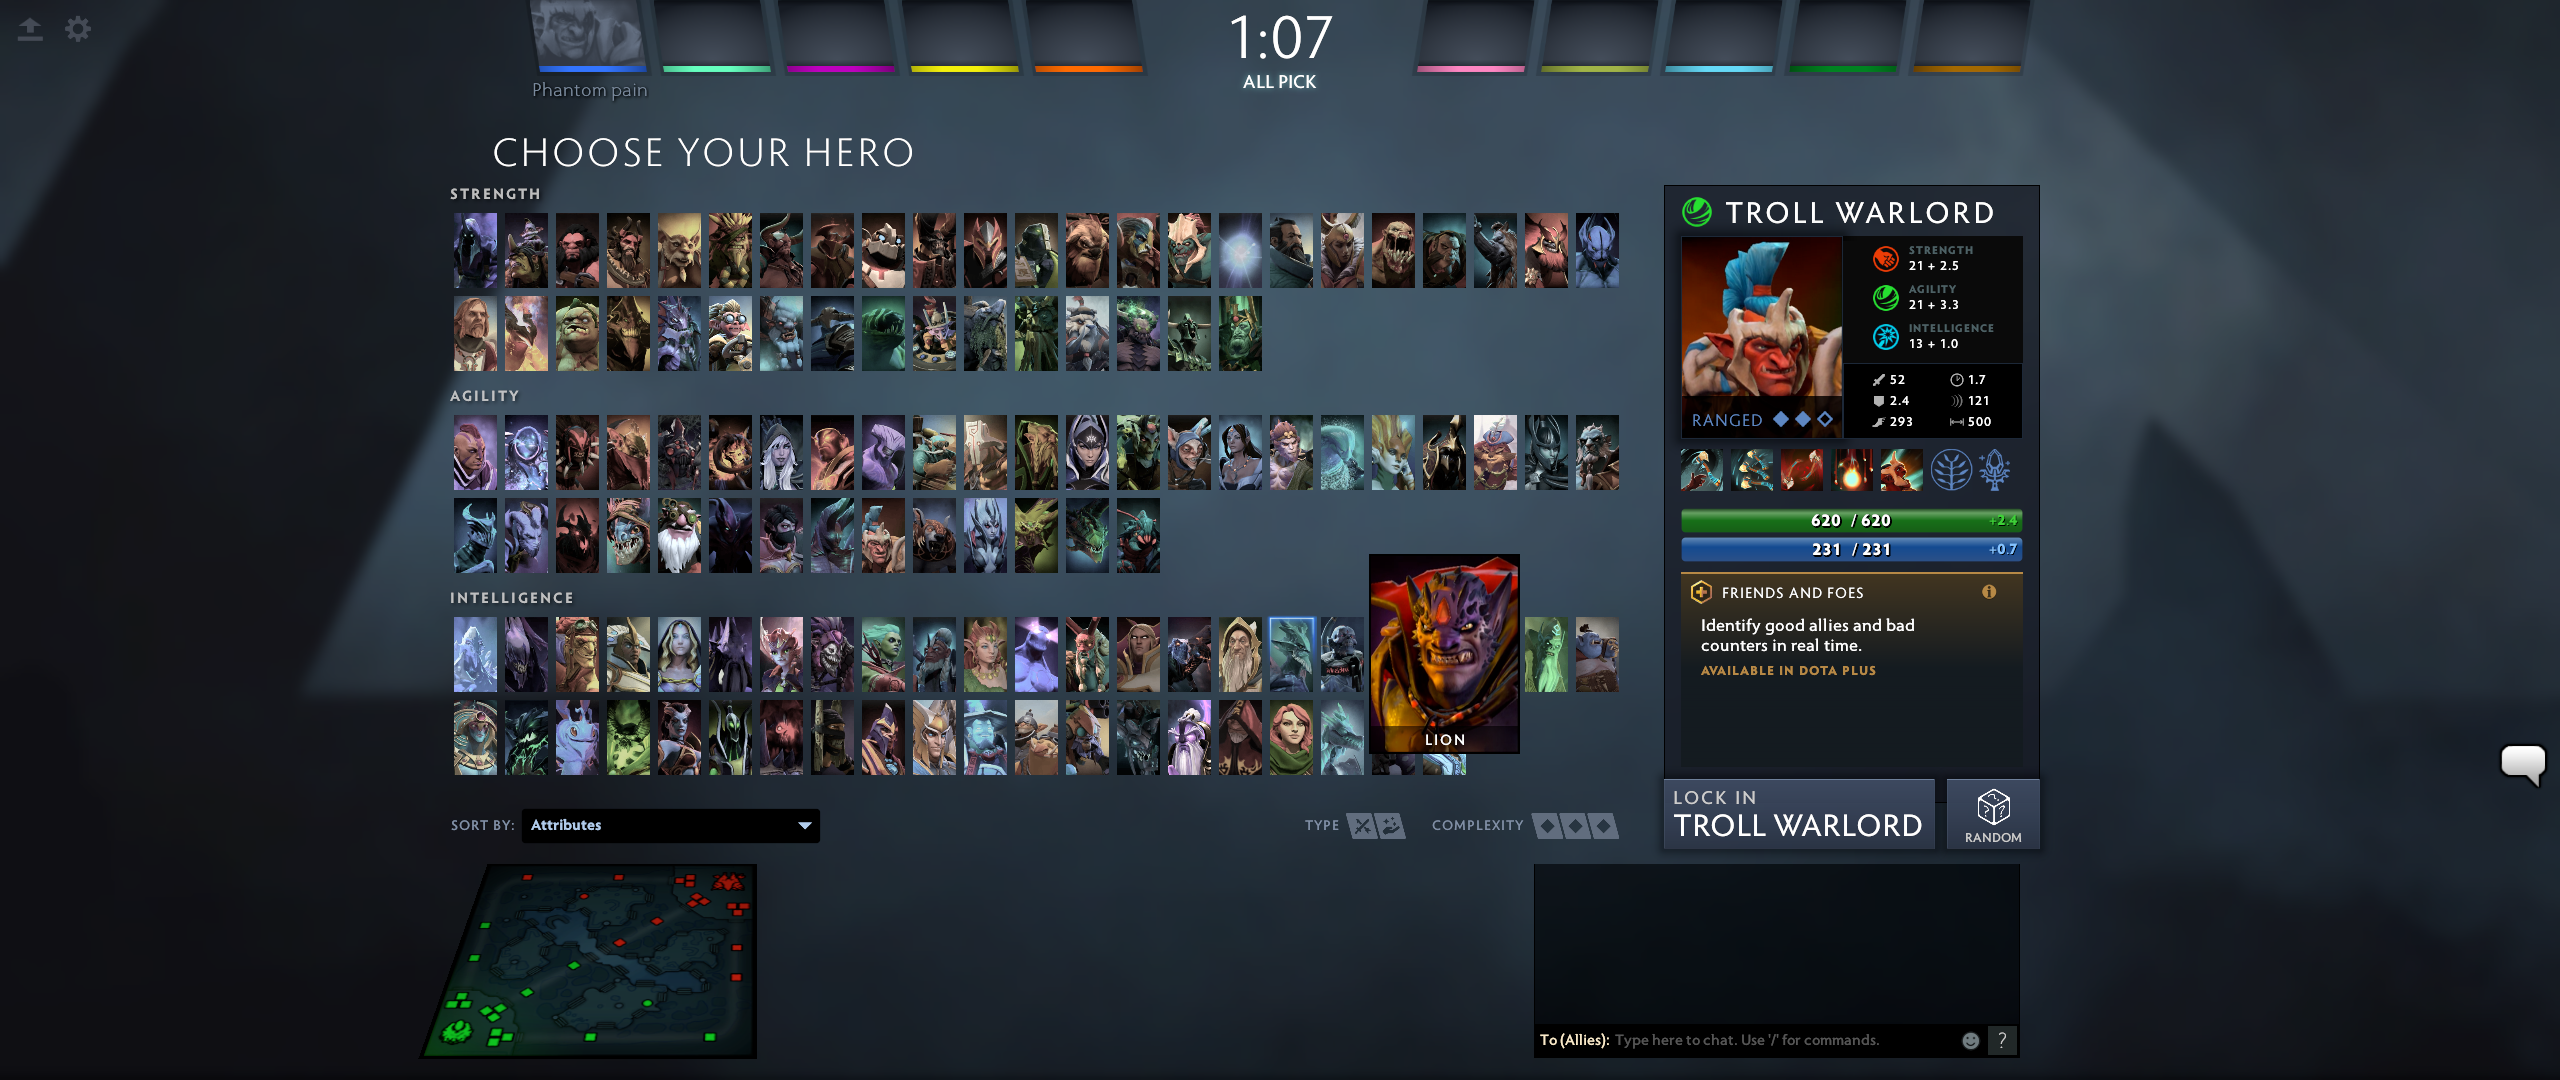 1:07
ALL PICK
Phantom pain
CHOOSE YOUR HERO
STRENGTH
AGILITY
INTELLIGENCE
LION
SORT BY:
Attributes
TYPE
COMPLEXITY
TROLL WARLORD
STRENGTH
21 + 2.5
AGILITY
21 + 3.3
INTELLIGENCE
13 + 1.0
RANGED
52
1.7
2.4
121
293
500
620 / 620
+2.4
231 / 231
+0.7
FRIENDS AND FOES
Identify good allies and bad
counters in real time.
AVAILABLE IN DOTA PLUS
LOCK IN
TROLL WARLORD
RANDOM
To (Allies): Type here to chat. Use '/' for commands.
?